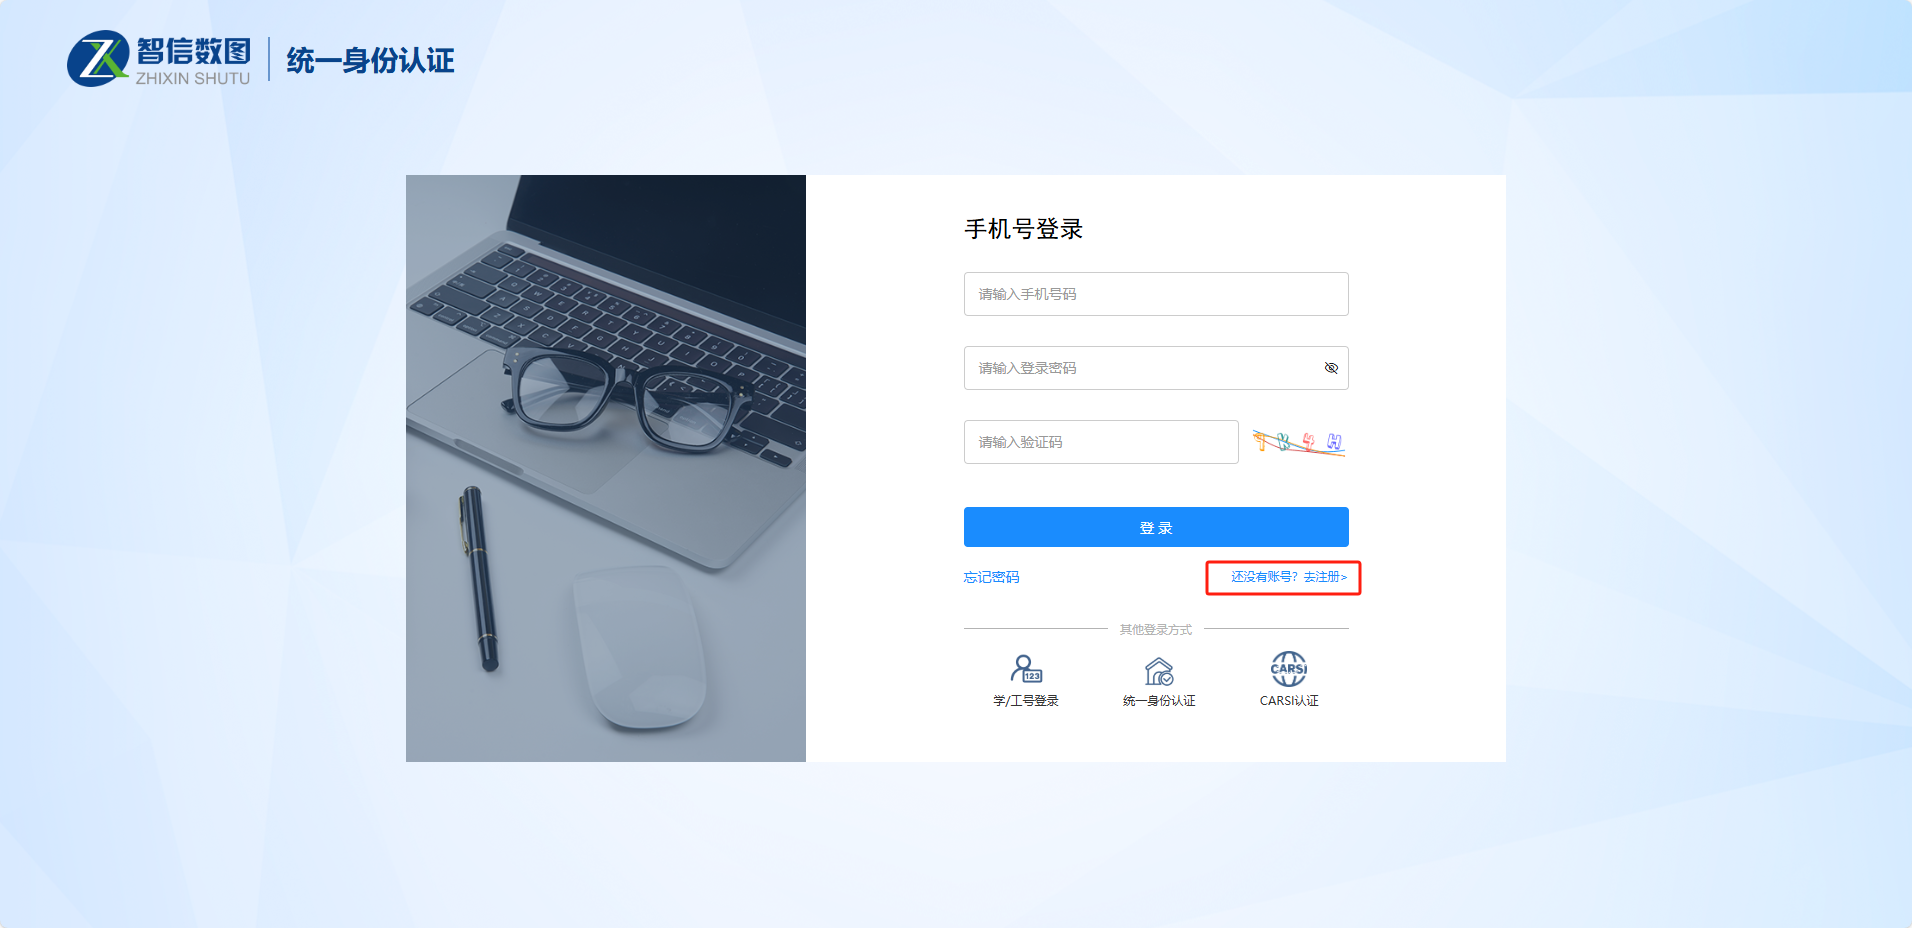 智信数图
ZHIXIN SHUTU
统一身份认证
手机号登录
请输入手机号码
请输入登录密码
请输入验证码
登 录
忘记密码
还没有账号？去注册>
其他登录方式
123
CARSI
学/工号登录
统一身份认证
CARSI认证